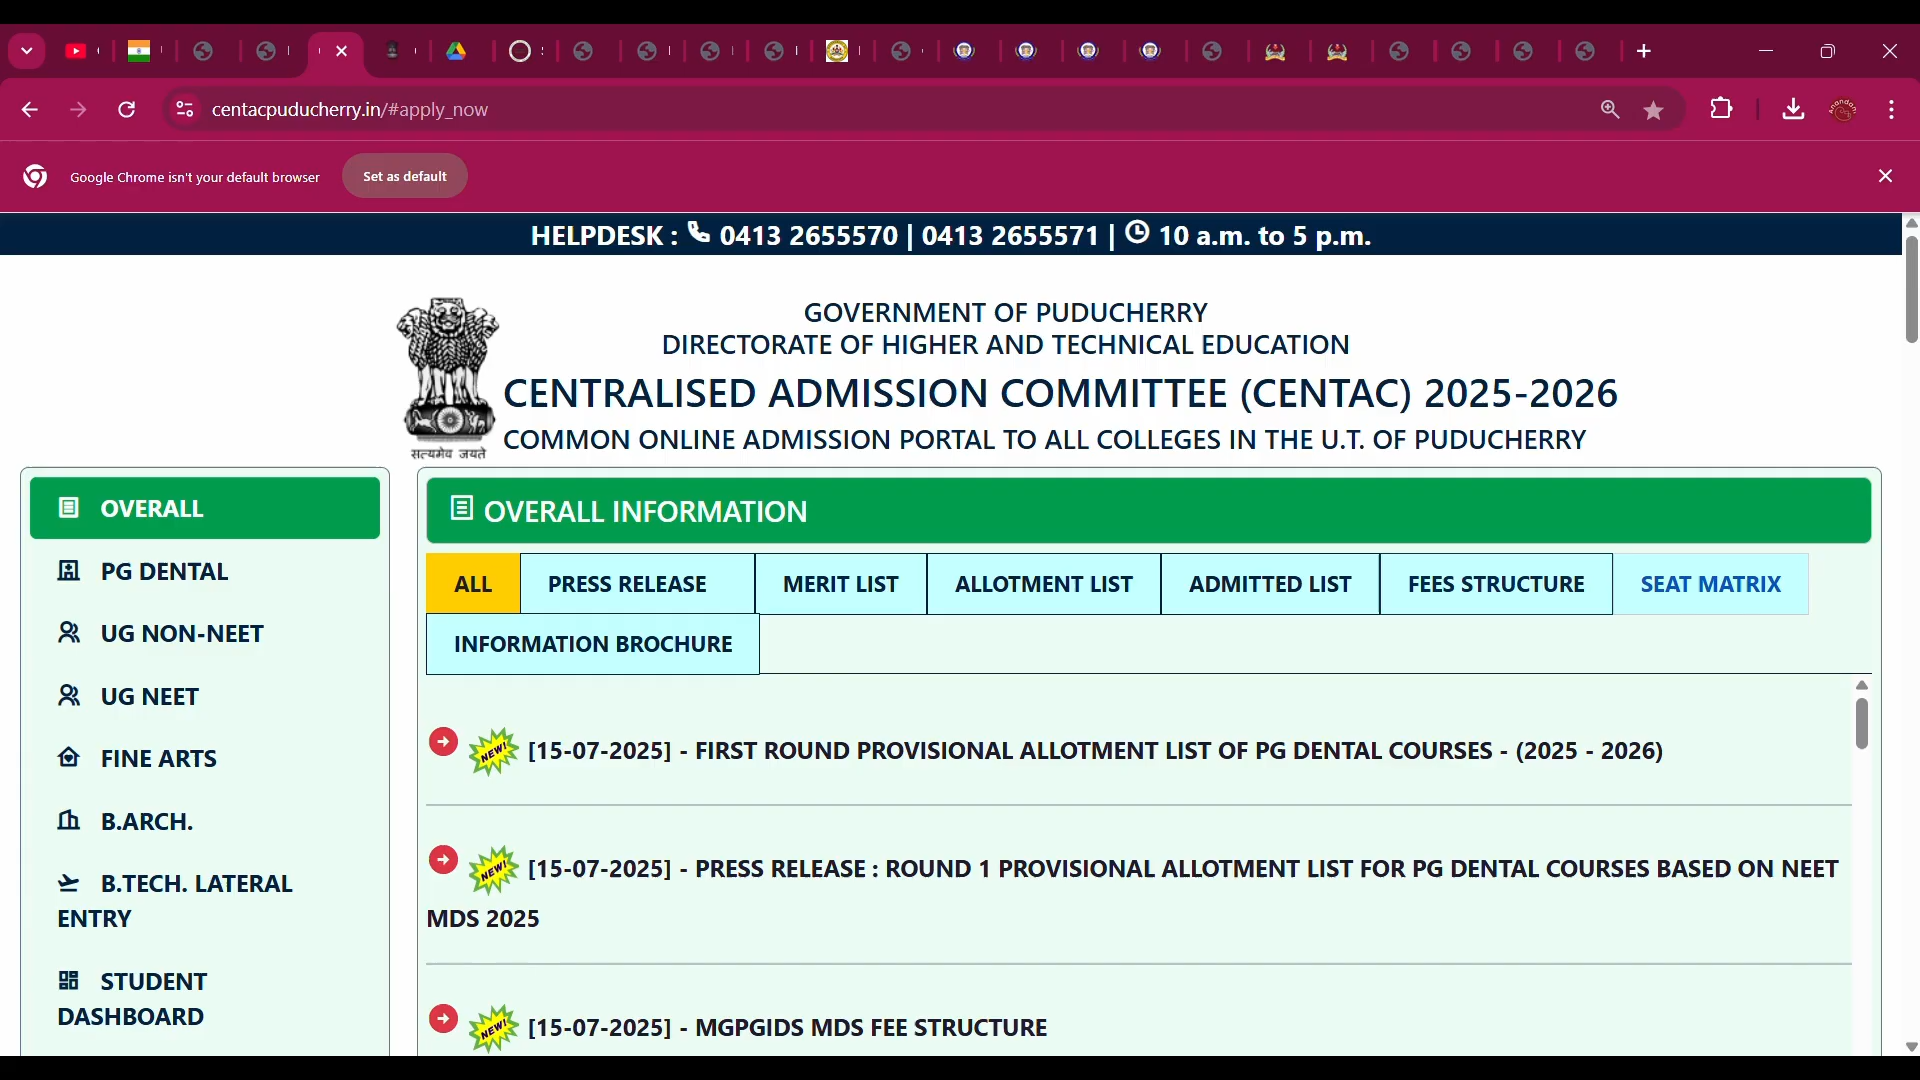 centacpuducherry.in/#apply_now
Google Chrome isn't your default browser
Set as default
HELPDESK : 0413 2655570 | 0413 2655571 | 10 a.m. to 5 p.m.
सत्यमेव जयते
GOVERNMENT OF PUDUCHERRY
DIRECTORATE OF HIGHER AND TECHNICAL EDUCATION
CENTRALISED ADMISSION COMMITTEE (CENTAC) 2025-2026
COMMON ONLINE ADMISSION PORTAL TO ALL COLLEGES IN THE U.T. OF PUDUCHERRY
OVERALL
PG DENTAL
UG NON-NEET
UG NEET
FINE ARTS
B.ARCH.
B.TECH. LATERAL
ENTRY
STUDENT
DASHBOARD
OVERALL INFORMATION
ALL
PRESS RELEASE
MERIT LIST
ALLOTMENT LIST
ADMITTED LIST
FEES STRUCTURE
SEAT MATRIX
INFORMATION BROCHURE
NEW! [15-07-2025] - FIRST ROUND PROVISIONAL ALLOTMENT LIST OF PG DENTAL COURSES - (2025 - 2026)
NEW! [15-07-2025] - PRESS RELEASE : ROUND 1 PROVISIONAL ALLOTMENT LIST FOR PG DENTAL COURSES BASED ON NEET
MDS 2025
NEW! [15-07-2025] - MGPGIDS MDS FEE STRUCTURE